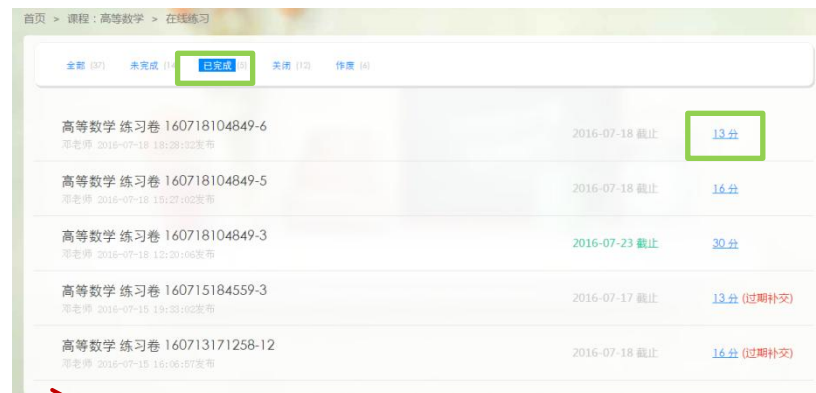 首页 > 课程：高等数学 > 在线练习
全部 (37) 未完成 (14 已完成 (5) 关闭 (12) 作废 (4)
高等数学 练习卷 160718104849-6 2016-07-18 截止 13 分
邓老师 2016-07-18 18:28:32发布
高等数学 练习卷 160718104849-5 2016-07-18 截止 16 分
邓老师 2016-07-18 15:27:02发布
高等数学 练习卷 160718104849-3 2016-07-23 截止 30 分
邓老师 2016-07-18 12:20:06发布
高等数学 练习卷 160715184559-3 2016-07-17 截止 13 分 (过期补交)
邓老师 2016-07-15 19:33:02发布
高等数学 练习卷 160713171258-12 2016-07-18 截止 16 分 (过期补交)
邓老师 2016-07-15 16:06:57发布